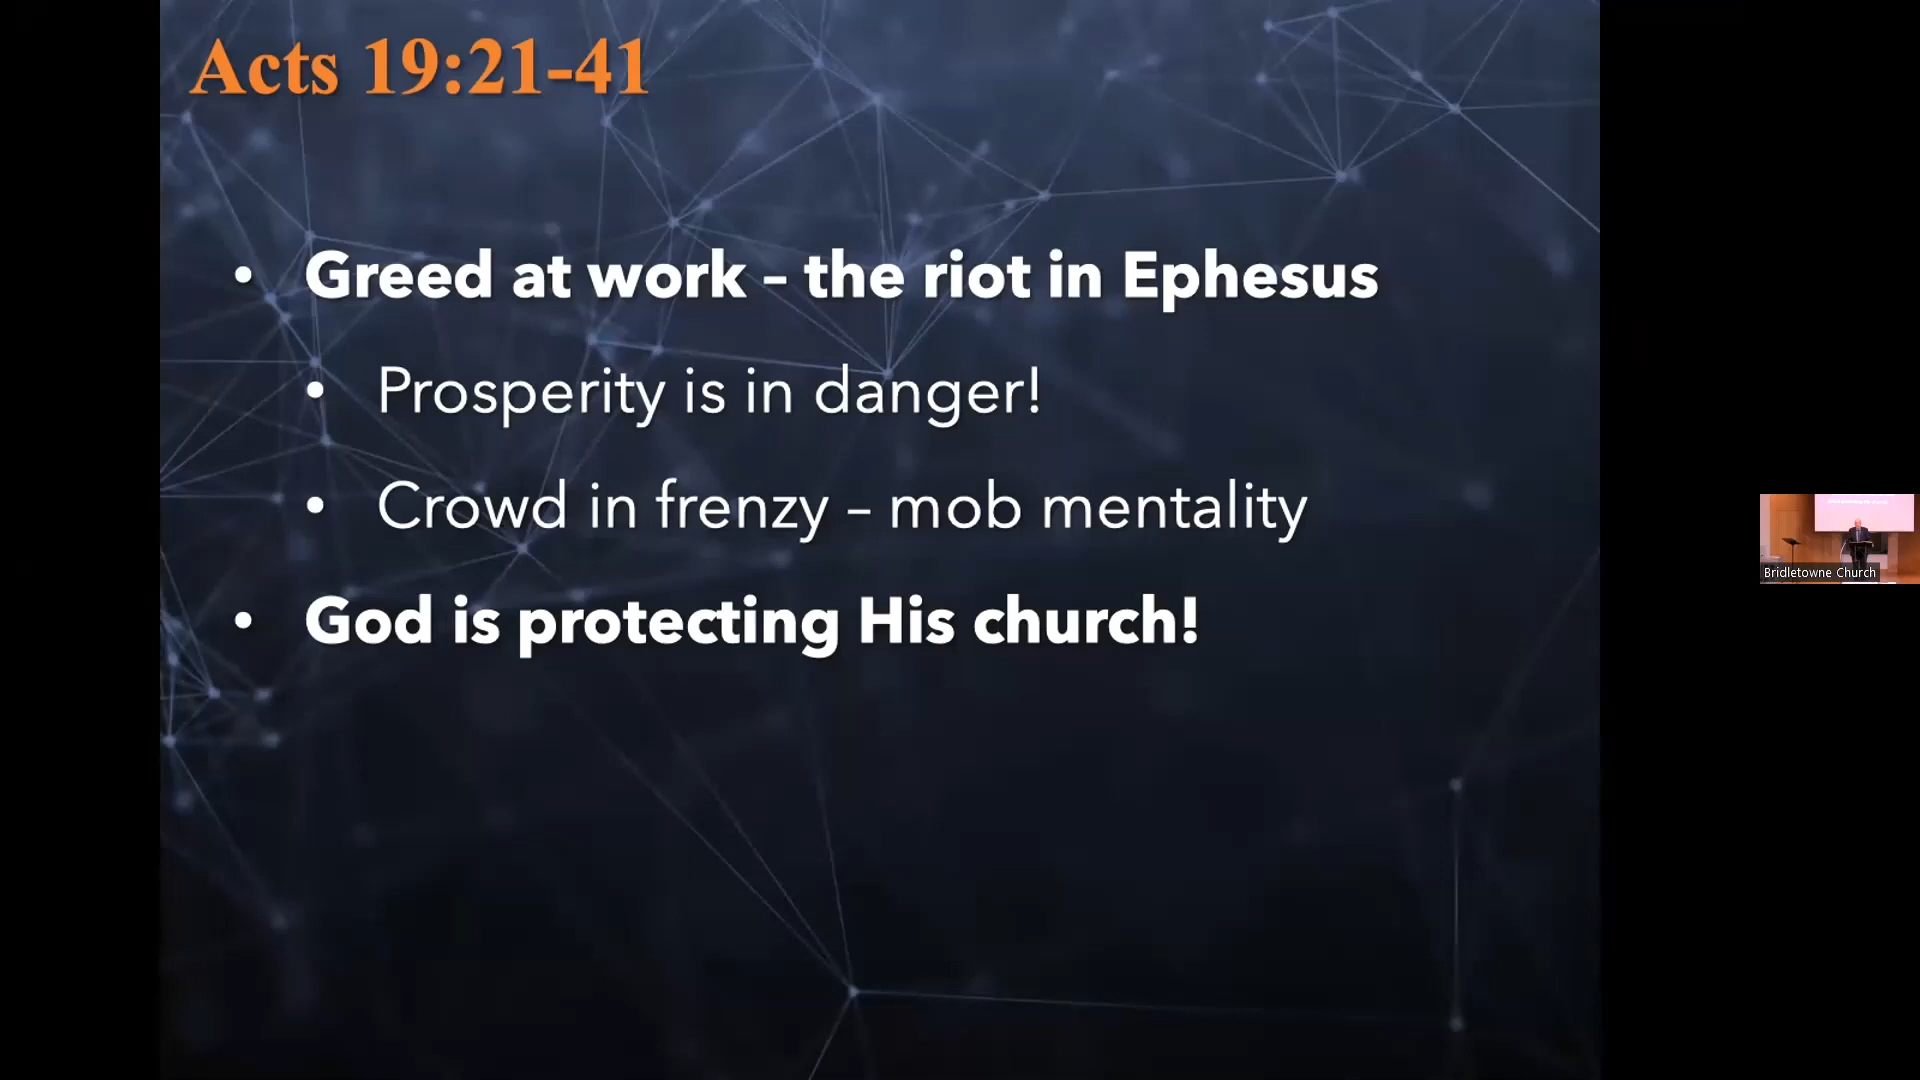 Acts 19:21-41
• Greed at work – the riot in Ephesus
• Prosperity is in danger!
• Crowd in frenzy – mob mentality
• God is protecting His church!
Bridletowne Church